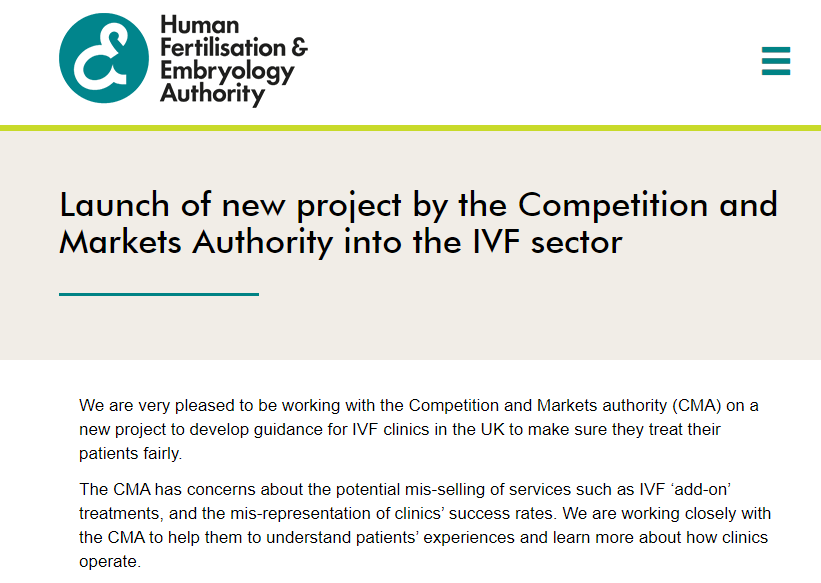 Human
Fertilisation &
Embryology
Authority
Launch of new project by the Competition and
Markets Authority into the IVF sector
We are very pleased to be working with the Competition and Markets authority (CMA) on a
new project to develop guidance for IVF clinics in the UK to make sure they treat their
patients fairly.
The CMA has concerns about the potential mis-selling of services such as IVF ‘add-on’
treatments, and the mis-representation of clinics’ success rates. We are working closely with
the CMA to help them to understand patients’ experiences and learn more about how clinics
operate.